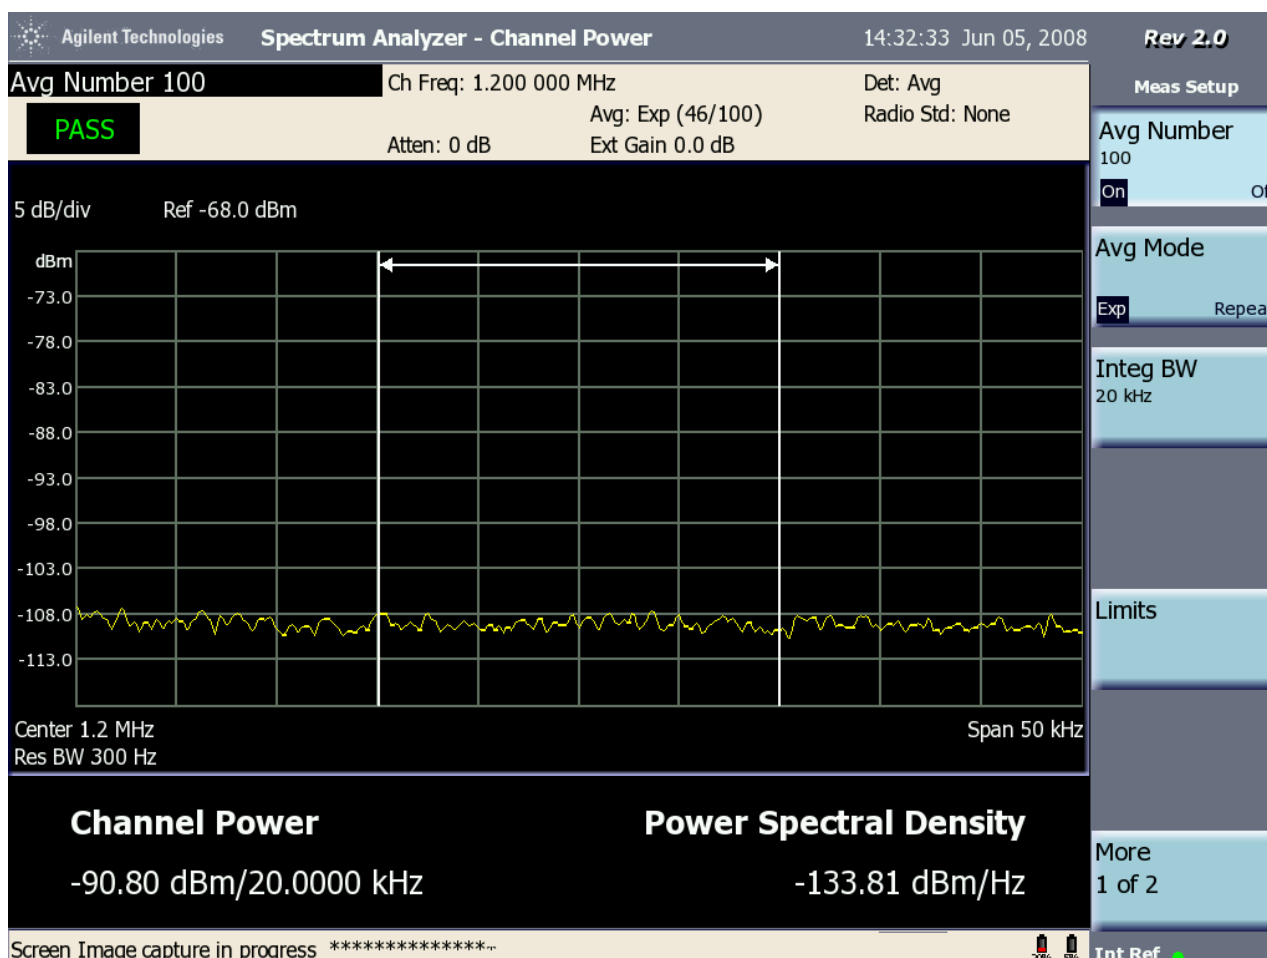 Agilent Technologies Spectrum Analyzer - Channel Power 14:32:33 Jun 05, 2008 Rev 2.0
Avg Number 100 Ch Freq: 1.200 000 MHz Det: Avg Meas Setup
PASS Avg: Exp (46/100) Radio Std: None
Atten: 0 dB Ext Gain 0.0 dB
Avg Number
100
On
5 dB/div Ref -68.0 dBm
Avg Mode
Exp Repea
dBm
-73.0
-78.0
-83.0
-88.0
-93.0
-98.0
-103.0
-108.0
-113.0
Integ BW
20 kHz
Limits
Center 1.2 MHz Span 50 kHz
Res BW 300 Hz
Channel Power Power Spectral Density
-90.80 dBm/20.0000 kHz -133.81 dBm/Hz
More
1 of 2
Screen Image capture in progress **************-
Int Ref